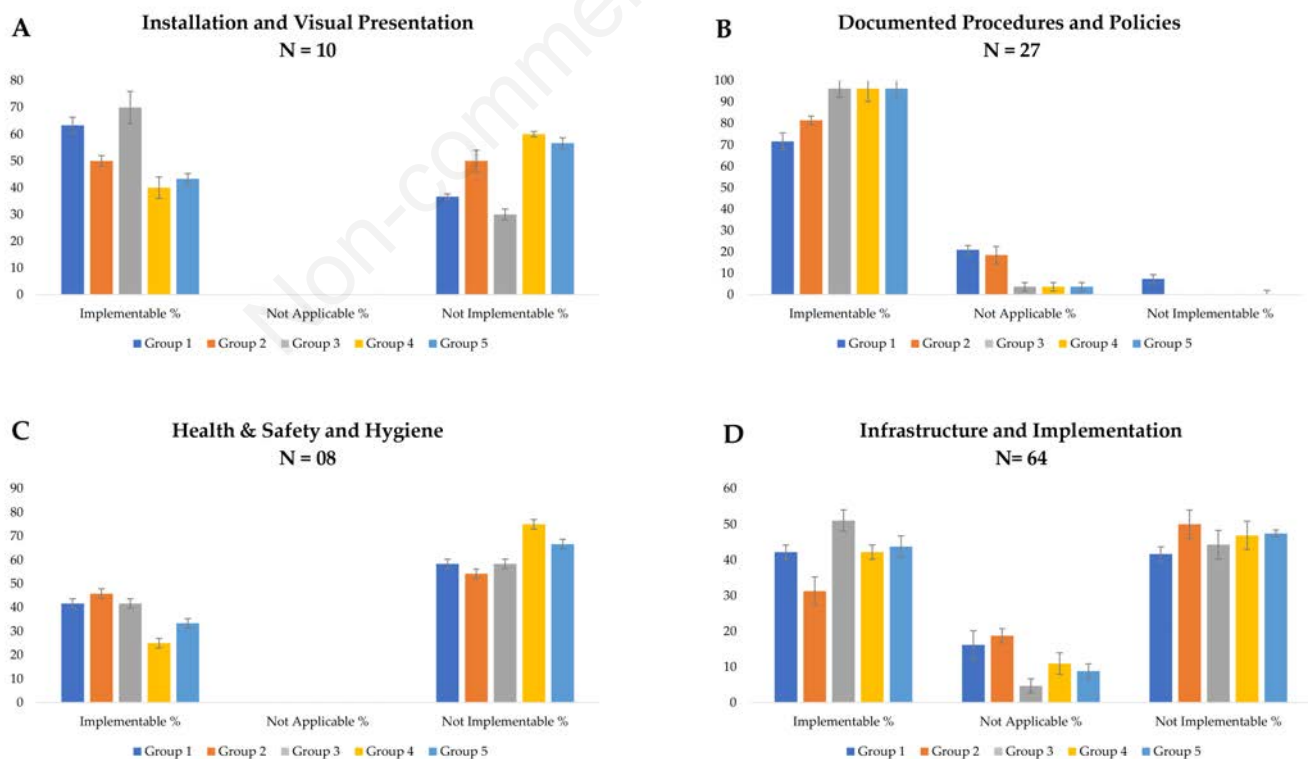 A
Installation and Visual Presentation
N = 10
80
70
60
50
40
30
20
10
0
Implementable %
Not Applicable %
Not Implementable %
Group 1
Group 2
Group 3
Group 4
Group 5
B
Documented Procedures and Policies
N = 27
100
90
80
70
60
50
40
30
20
10
0
Implementable %
Not Applicable %
Not Implementable %
Group 1
Group 2
Group 3
Group 4
Group 5
C
Health & Safety and Hygiene
N = 08
90
80
70
60
50
40
30
20
10
0
Implementable %
Not Applicable %
Not Implementable %
Group 1
Group 2
Group 3
Group 4
Group 5
D
Infrastructure and Implementation
N= 64
60
50
40
30
20
10
0
Implementable %
Not Applicable %
Not Implementable %
Group 1
Group 2
Group 3
Group 4
Group 5